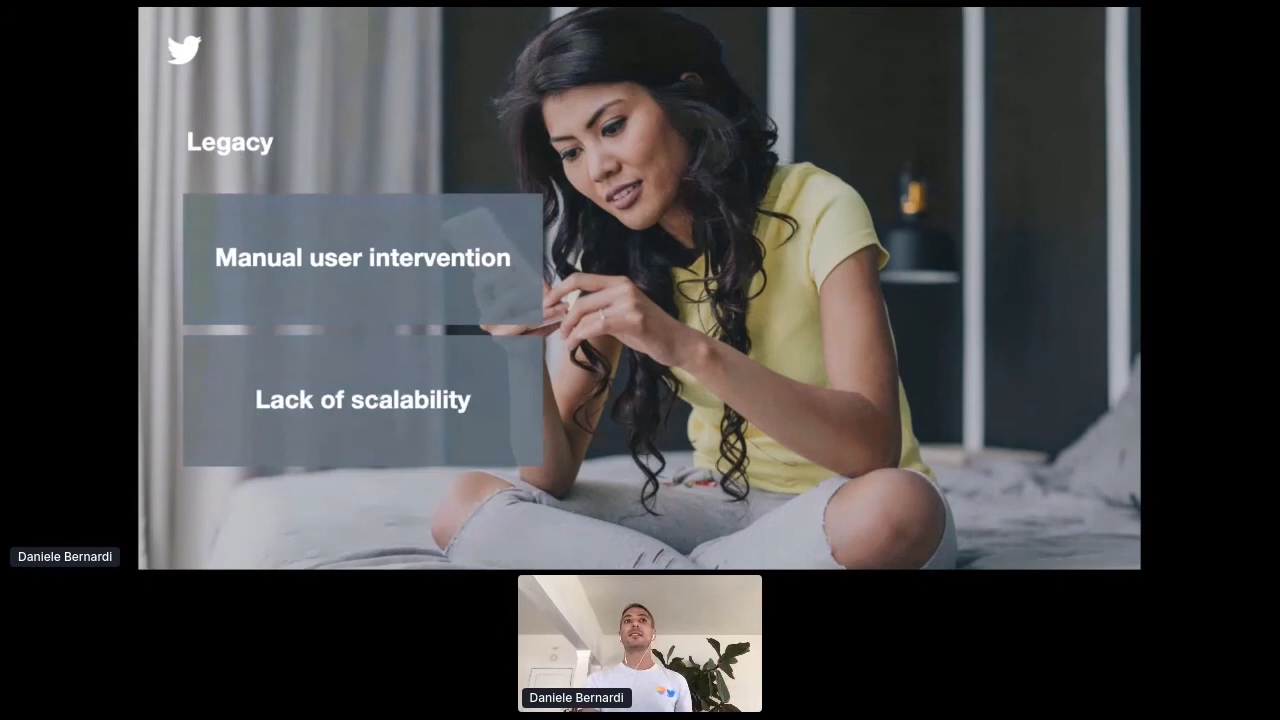 Legacy
Manual user intervention
Lack of scalability
Daniele Bernardi
Daniele Bernardi